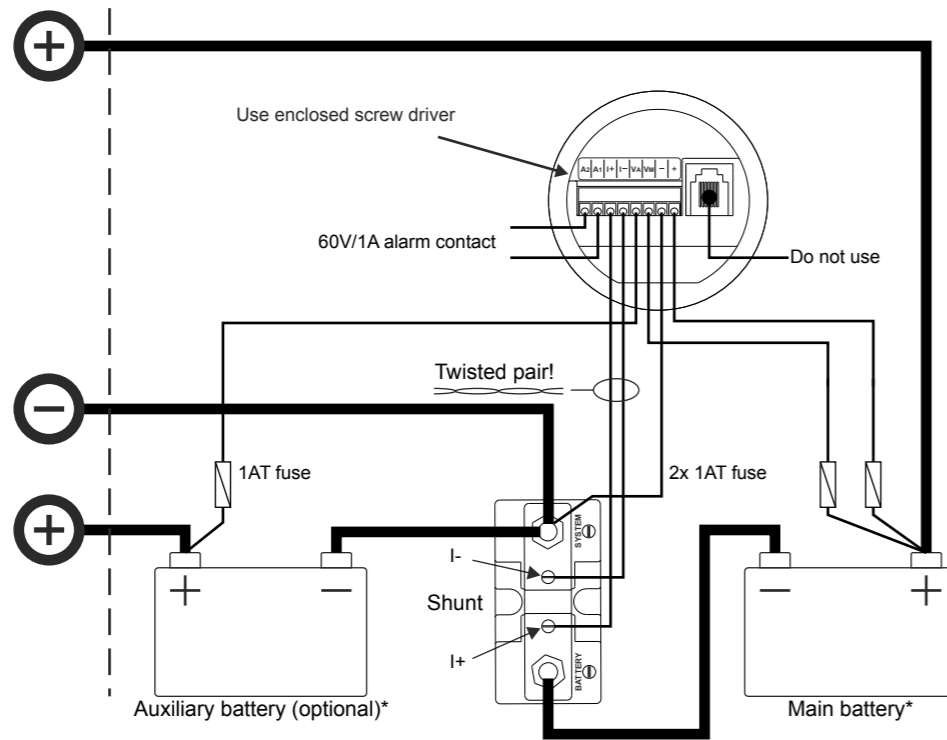 +
Use enclosed screw driver
A2 A1 I+ I− VA VM − +
60V/1A alarm contact
Do not use
Twisted pair!
−
1AT fuse
2x 1AT fuse
+
SYSTEM
I-
Shunt
I+
BATTERY
+ −
− +
Auxiliary battery (optional)*
Main battery*